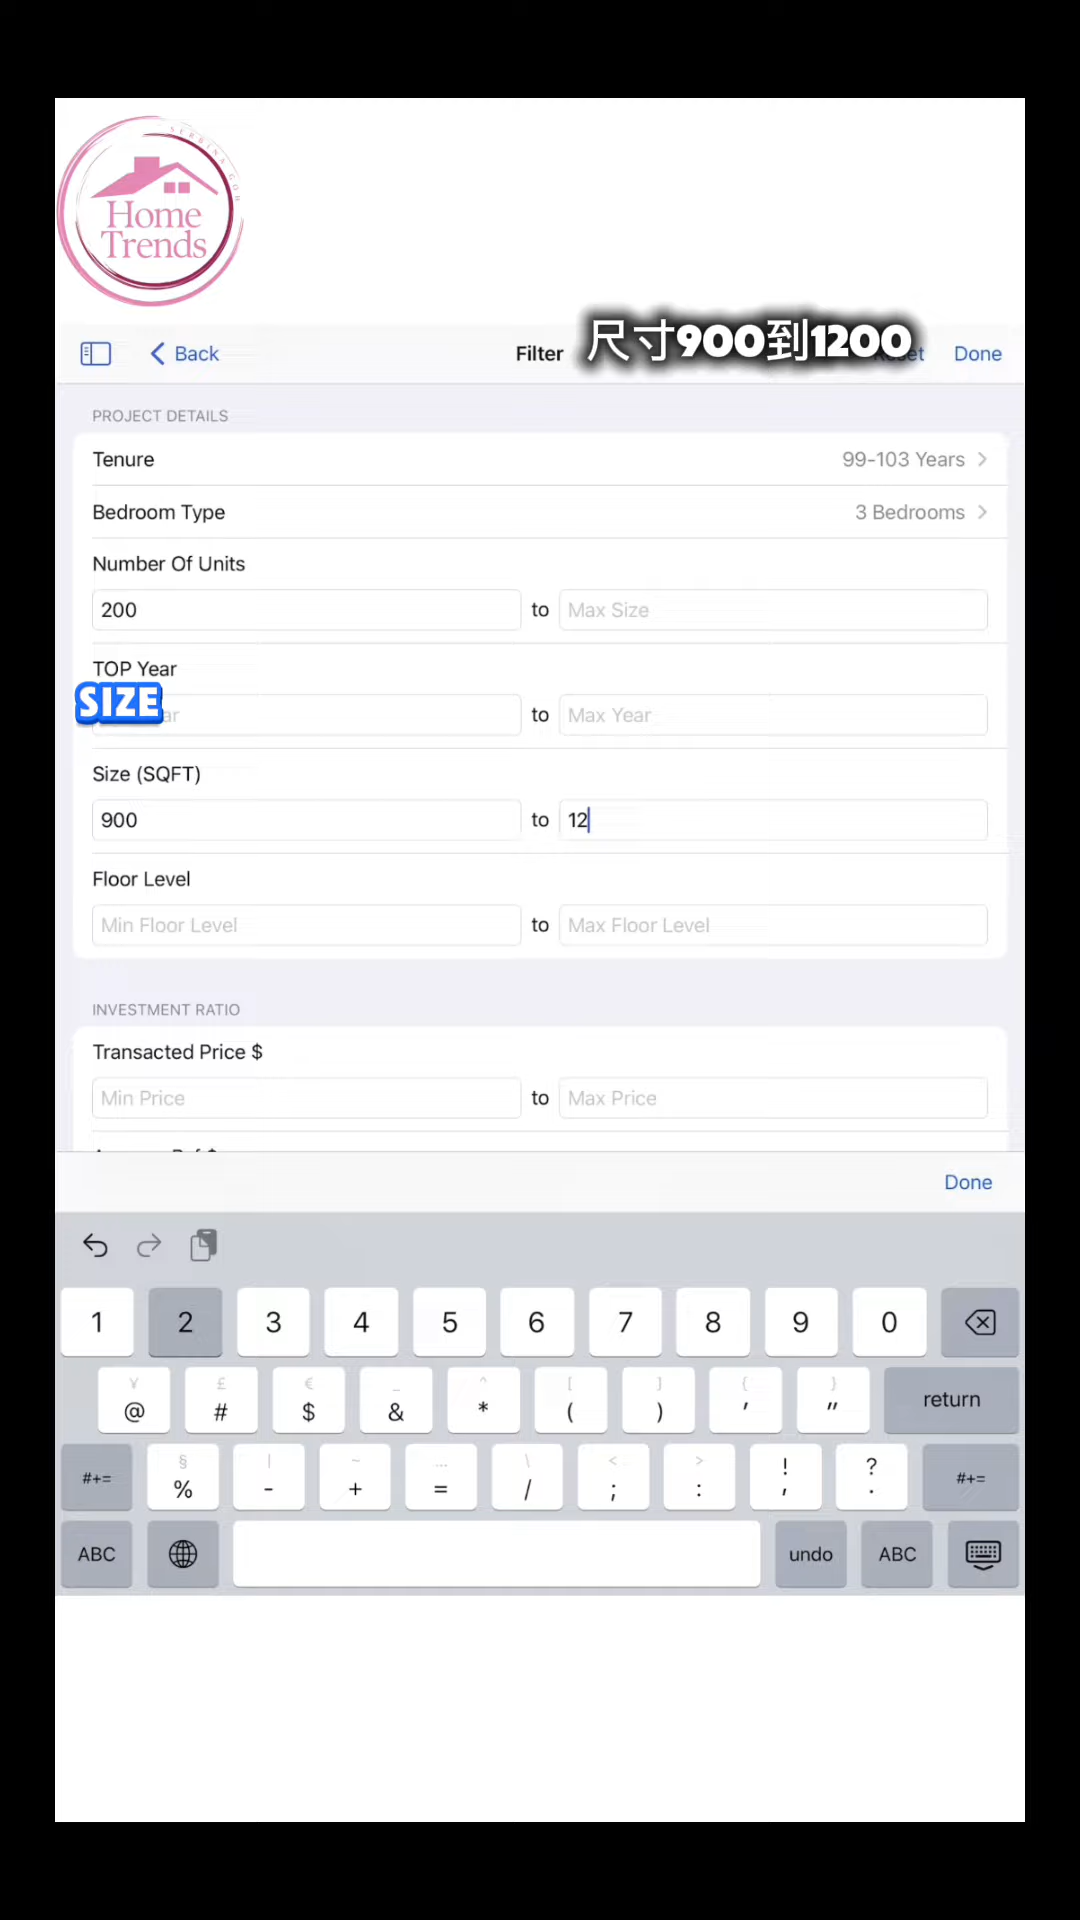 SERBINA GOH
Home
Trends
尺寸900到1200
Back
Filter
Done
PROJECT DETAILS
Tenure
99-103 Years
Bedroom Type
3 Bedrooms
Number Of Units
200 to Max Size
TOP Year
SIZE
to Max Year
Size (SQFT)
900 to 12
Floor Level
Min Floor Level to Max Floor Level
INVESTMENT RATIO
Transacted Price $
Min Price to Max Price
Done
1 2 3 4 5 6 7 8 9 0
¥ £ € _ ^ [ ] { }
@ # $ & * ( ) ' " return
§ | ~ … \ < > ! ?
#+= % - + = / ; : , . #+=
ABC undo ABC